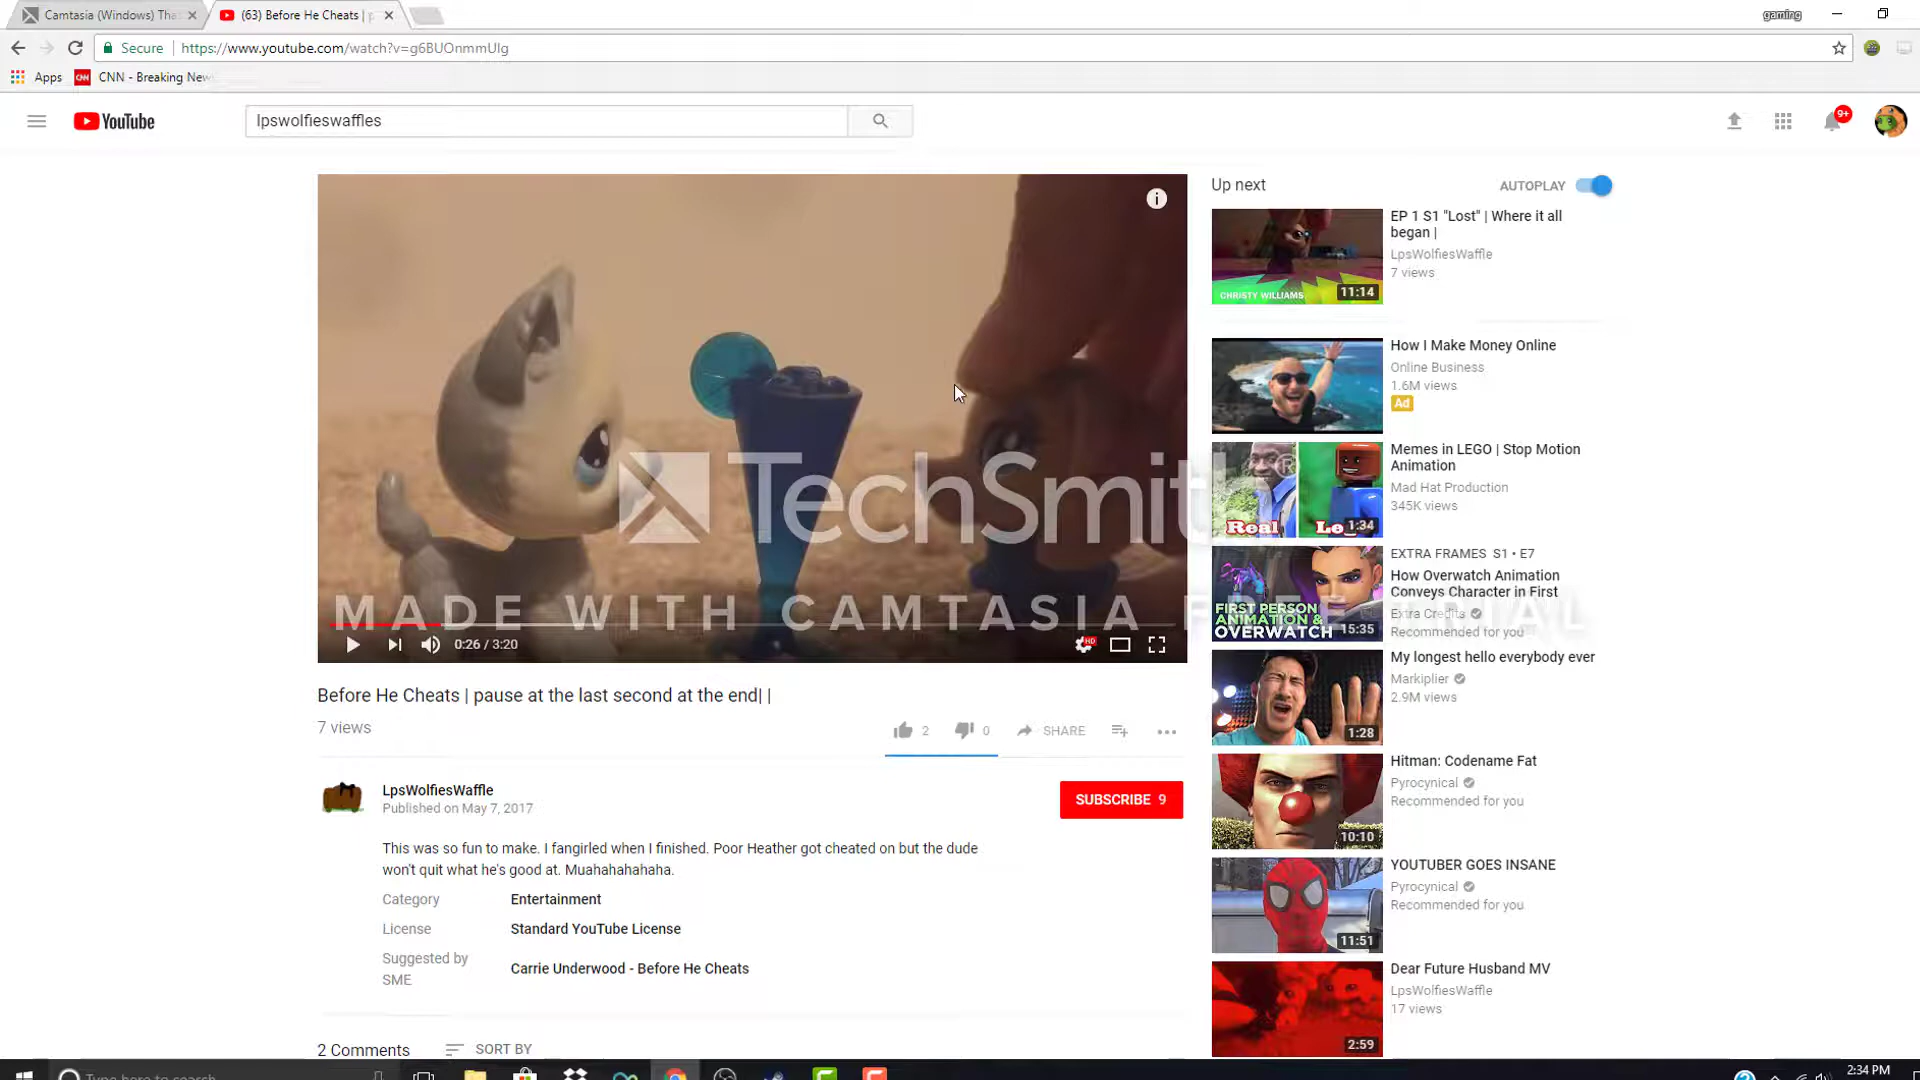 Camtasia (Windows) Tha
(63) Before He Cheats | p
gaming
Secure
https://www.youtube.com/watch?v=g6BUOnmmUIg
Apps
CNN - Breaking New
YouTube
lpswolfieswaffles
9+
Up next
AUTOPLAY
EP 1 S1 "Lost" | Where it all
began |
LpsWolfiesWaffle
7 views
CHRISTY WILLIAMS
11:14
How I Make Money Online
Online Business
1.6M views
Ad
Memes in LEGO | Stop Motion
Animation
Mad Hat Production
345K views
Real
Le
1:34
EXTRA FRAMES S1 • E7
How Overwatch Animation
Conveys Character in First
Extra Credits
Recommended for you
FIRST PERSON
ANIMATION &
OVERWATCH
15:35
My longest hello everybody ever
Markiplier
2.9M views
1:28
Hitman: Codename Fat
Pyrocynical
Recommended for you
10:10
YOUTUBER GOES INSANE
Pyrocynical
Recommended for you
11:51
Dear Future Husband MV
LpsWolfiesWaffle
17 views
2:59
TechSmith®
MADE WITH CAMTASIA FREE TRIAL
0:26 / 3:20
HD
Before He Cheats | pause at the last second at the end| |
7 views
2
0
SHARE
LpsWolfiesWaffle
Published on May 7, 2017
SUBSCRIBE 9
This was so fun to make. I fangirled when I finished. Poor Heather got cheated on but the dude
won't quit what he's good at. Muahahahahaha.
Category
Entertainment
License
Standard YouTube License
Suggested by
SME
Carrie Underwood - Before He Cheats
2 Comments
SORT BY
Type here to search
2:34 PM